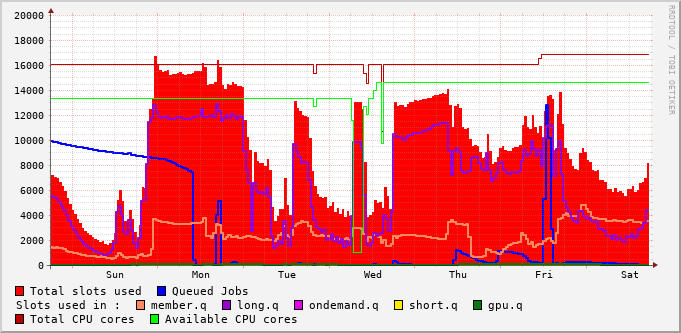 20000
18000
16000
14000
12000
10000
8000
6000
4000
2000
0
Sun Mon Tue Wed Thu Fri Sat
RRDTOOL / TOBI OETIKER
Total slots used Queued Jobs
Slots used in : member.q long.q ondemand.q short.q gpu.q
Total CPU cores Available CPU cores